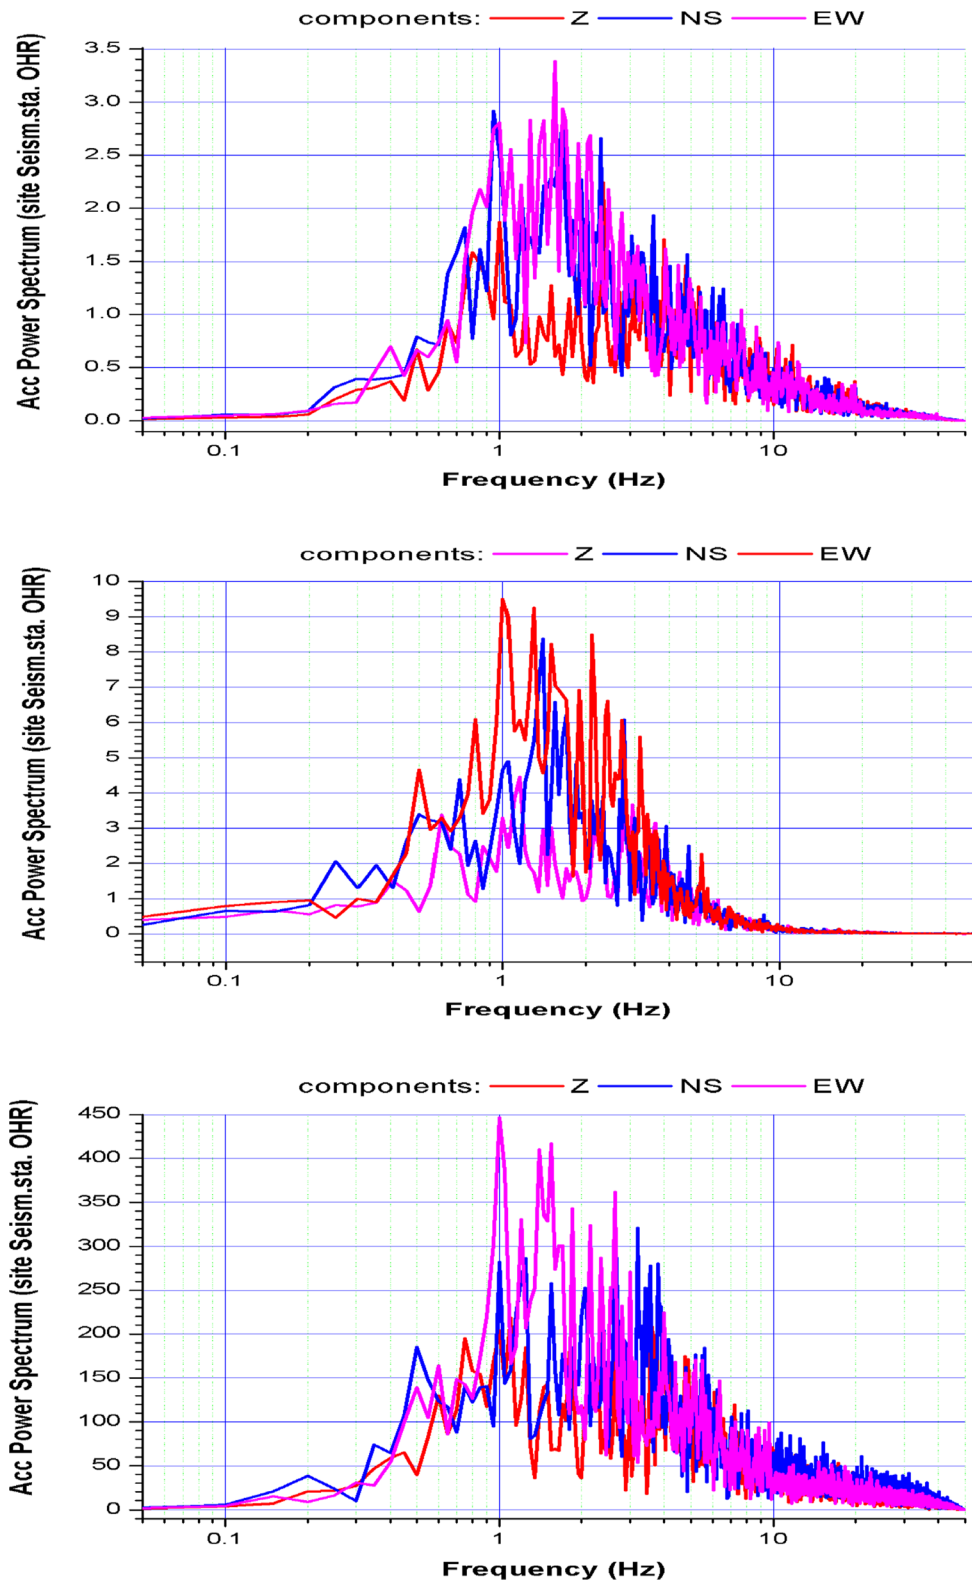 components: Z NS EW
Acc Power Spectrum (site Seism.sta. OHR)
3.5
3.0
2.5
2.0
1.5
1.0
0.5
0.0
0.1 1 10
Frequency (Hz)
components: Z NS EW
Acc Power Spectrum (site Seism.sta. OHR)
10
9
8
7
6
5
4
3
2
1
0
0.1 1 10
Frequency (Hz)
components: Z NS EW
Acc Power Spectrum (site Seism.sta. OHR)
450
400
350
300
250
200
150
100
50
0
0.1 1 10
Frequency (Hz)